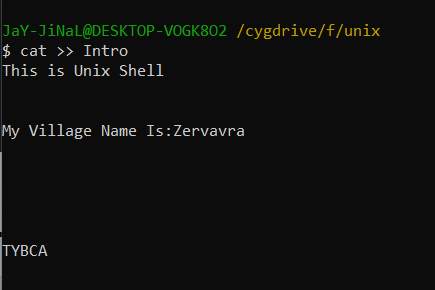 JaY-JiNaL@DESKTOP-VOGK8O2 /cygdrive/f/unix
$ cat >> Intro
This is Unix Shell
My Village Name Is:Zervavra
TYBCA